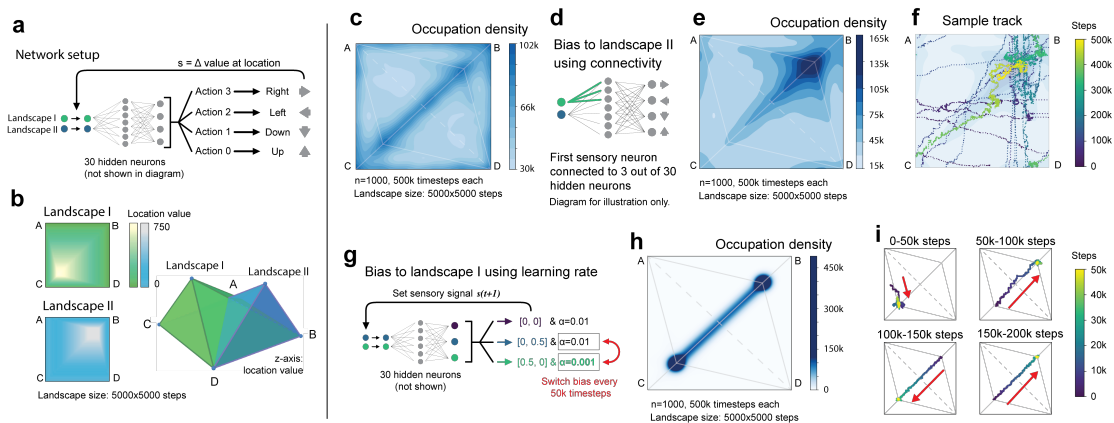 a
Network setup
s = Δ value at location
Landscape I
Landscape II
Action 3
Right
Action 2
Left
Action 1
Down
Action 0
Up
30 hidden neurons
(not shown in diagram)
b
Landscape I
Location value
A
B
C
D
750
0
Landscape II
A
B
C
D
Landscape I
Landscape II
A
B
C
D
z-axis:
location value
Landscape size: 5000x5000 steps
c
Occupation density
A
B
C
D
102k
66k
30k
n=1000, 500k timesteps each
Landscape size: 5000x5000 steps
d
Bias to landscape II
using connectivity
First sensory neuron
connected to 3 out of 30
hidden neurons
Diagram for illustration only.
e
Occupation density
A
B
C
D
165k
145k
125k
105k
85k
65k
45k
15k
n=1000, 500k timesteps each
Landscape size: 5000x5000 steps
f
Sample track
Steps
A
B
C
D
500k
400k
300k
200k
100k
0
g
Bias to landscape I using learning rate
Set sensory signal s(t+1)
[0, 0] & α=0.01
[0, 0.5] & α=0.01
[0.5, 0] & α=0.001
30 hidden neurons
(not shown)
Switch bias every
50k timesteps
h
Occupation density
A
B
C
D
450k
300k
150k
0
n=1000, 500k timesteps each
Landscape size: 5000x5000 steps
i
0-50k steps
50k-100k steps
100k-150k steps
150k-200k steps
Steps
50k
40k
30k
20k
10k
0